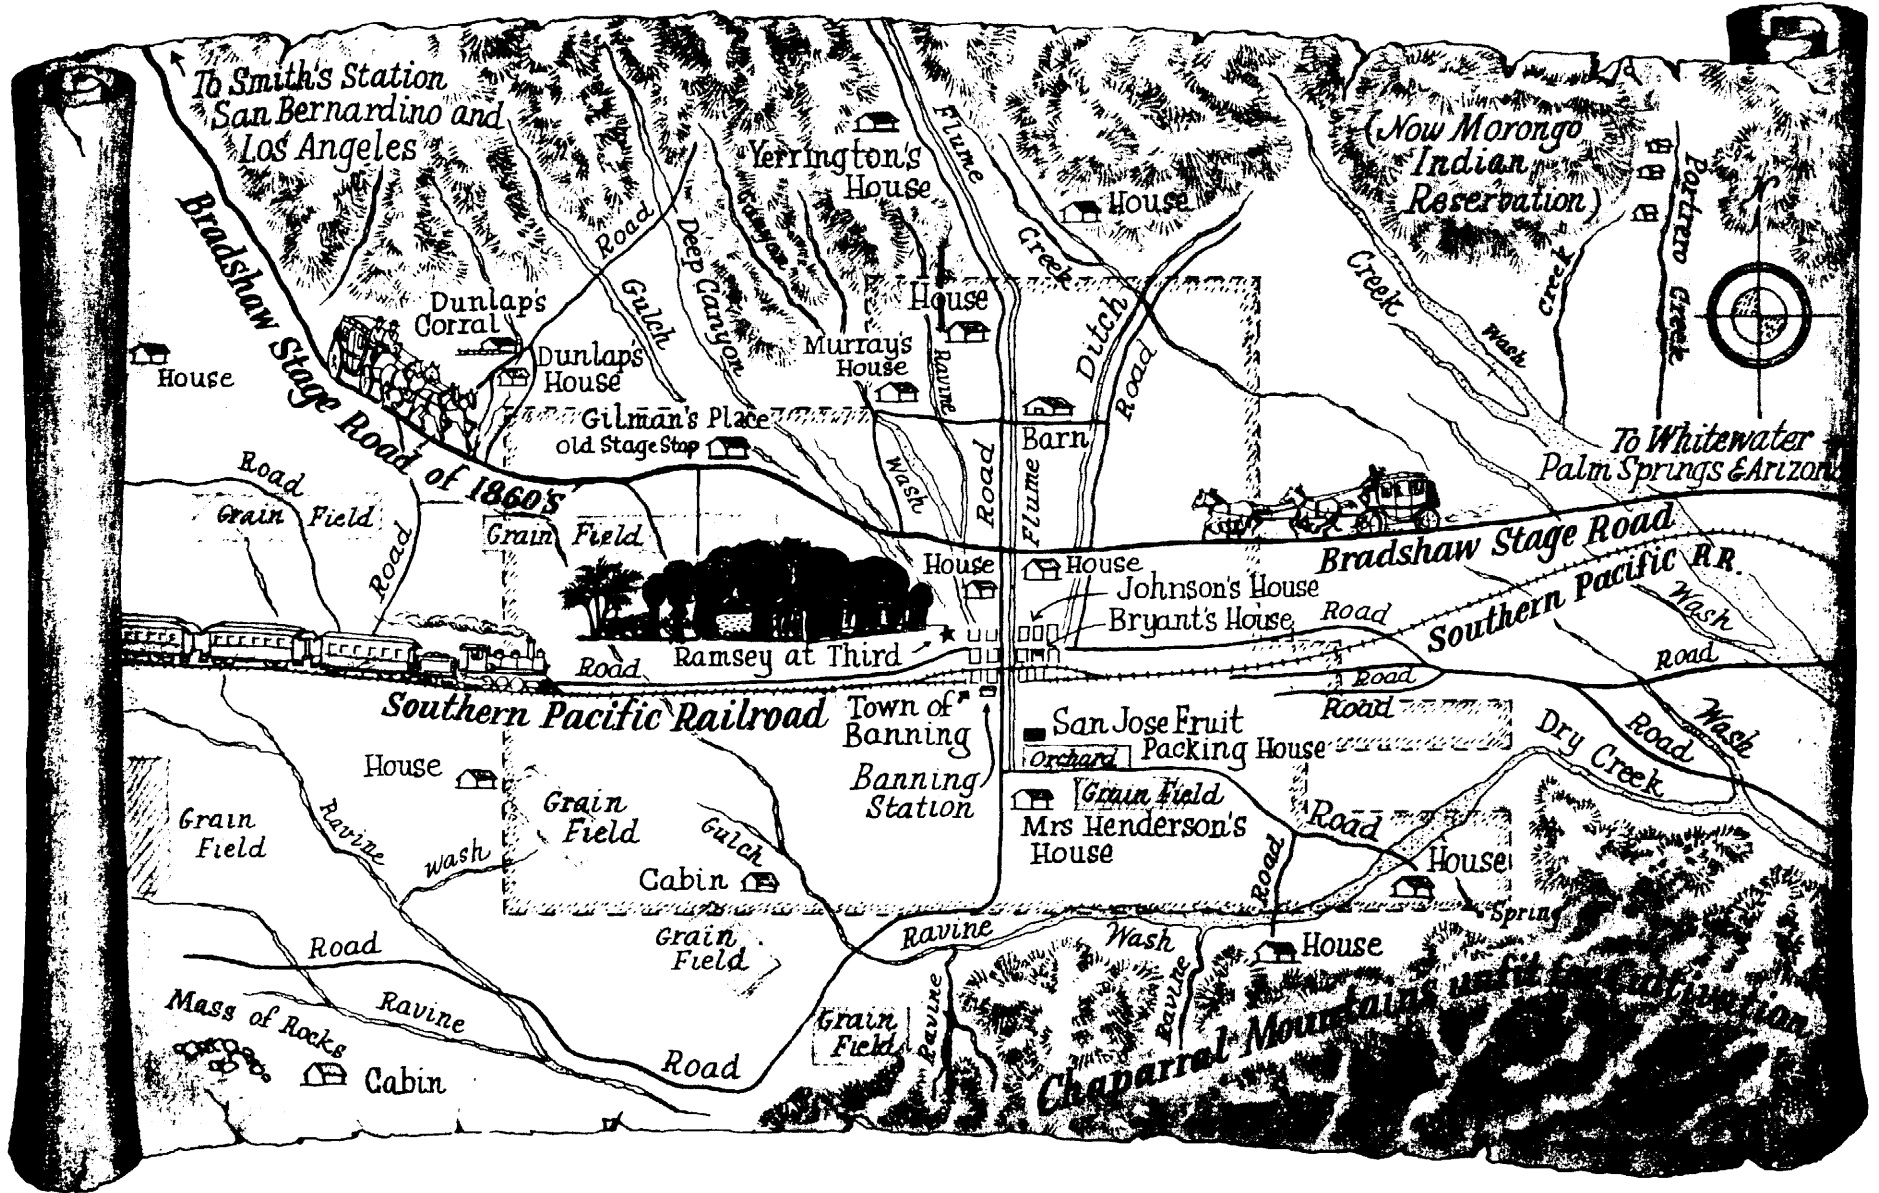 To Smith's Station
San Bernardino and
Los Angeles
Bradshaw Stage Road of 1860's
House
Dunlap's
Corral
Dunlap's
House
Road
Gulch
Deep Canyon
Canyon
Yerrington's
House
Flume
Creek
House
(Now Morongo
Indian
Reservation)
Portrero Creek
N
Creek
Creek
Wash
House
Ravine
Murray's
House
Ditch
Road
Gilman's Place
Old Stage Stop
Wash
Road
Flume
Barn
To Whitewater
Palm Springs & Arizona
Road
Grain Field
Road
Grain Field
Bradshaw Stage Road
Southern Pacific R.R.
House
House
Johnson's House
Bryant's House
Road
Wash
Ramsey at Third
Road
Road
Road
Road
Southern Pacific Railroad
Town of
Banning
Banning
Station
San Jose Fruit
Packing House
Orchard
Dry Creek
Road
Wash
House
Grain
Field
Grain
Field
Ravine
Wash
Gulch
Cabin
Grain Field
Mrs Henderson's
House
Road
Road
House
Spring
Grain
Field
Ravine
Wash
House
Road
Ravine
Mass of Rocks
Cabin
Road
Grain
Field
Ravine
Ravine
Chaparral Mountains unfit for Cultivation